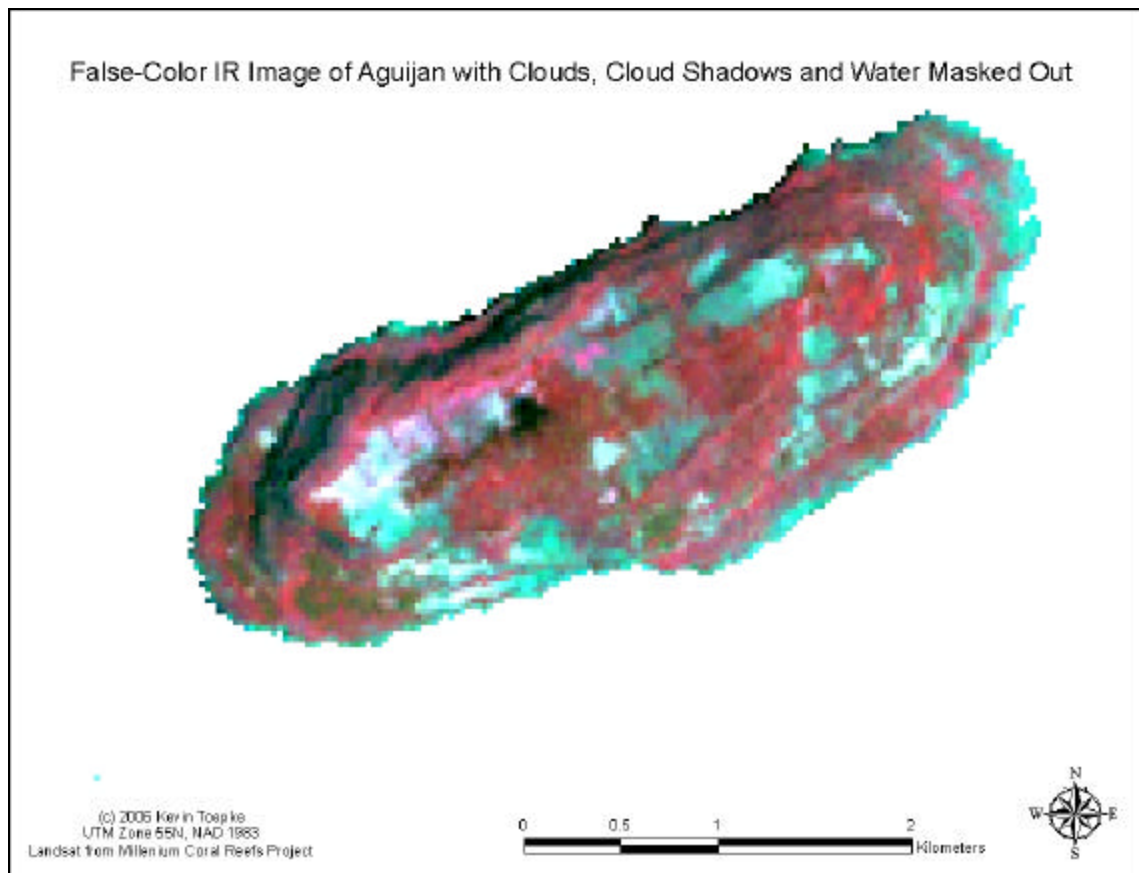 False-Color IR Image of Aguijan with Clouds, Cloud Shadows and Water Masked Out
(c) 2006 Kevin Toepke
UTM Zone 55N, NAD 1983
Landsat from Millenium Coral Reefs Project
0 0.5 1 2
Kilometers
N
W E
S